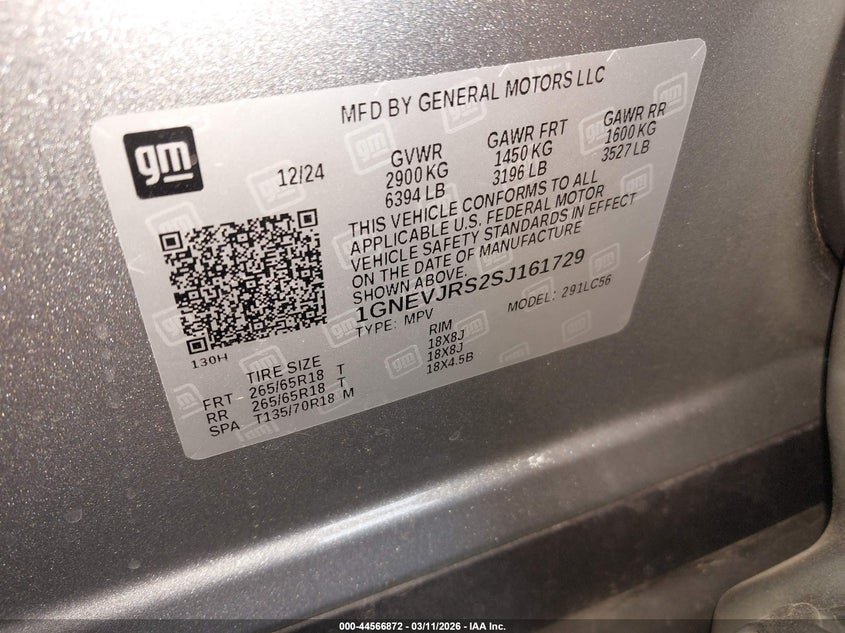 MFD BY GENERAL MOTORS LLC
gm
12/24
GVWR
2900 KG
6394 LB
GAWR FRT
1450 KG
3196 LB
GAWR RR
1600 KG
3527 LB
THIS VEHICLE CONFORMS TO ALL
APPLICABLE U.S. FEDERAL MOTOR
VEHICLE SAFETY STANDARDS IN EFFECT
ON THE DATE OF MANUFACTURE
SHOWN ABOVE.
1GNEVJRS2SJ161729
TYPE: MPV
MODEL: 291LC56
130H
TIRE SIZE
RIM
FRT 265/65R18 T 18X8J
RR 265/65R18 T 18X8J
SPA T135/70R18 M 18X4.5B
000-44566872 - 03/11/2026 - IAA Inc.